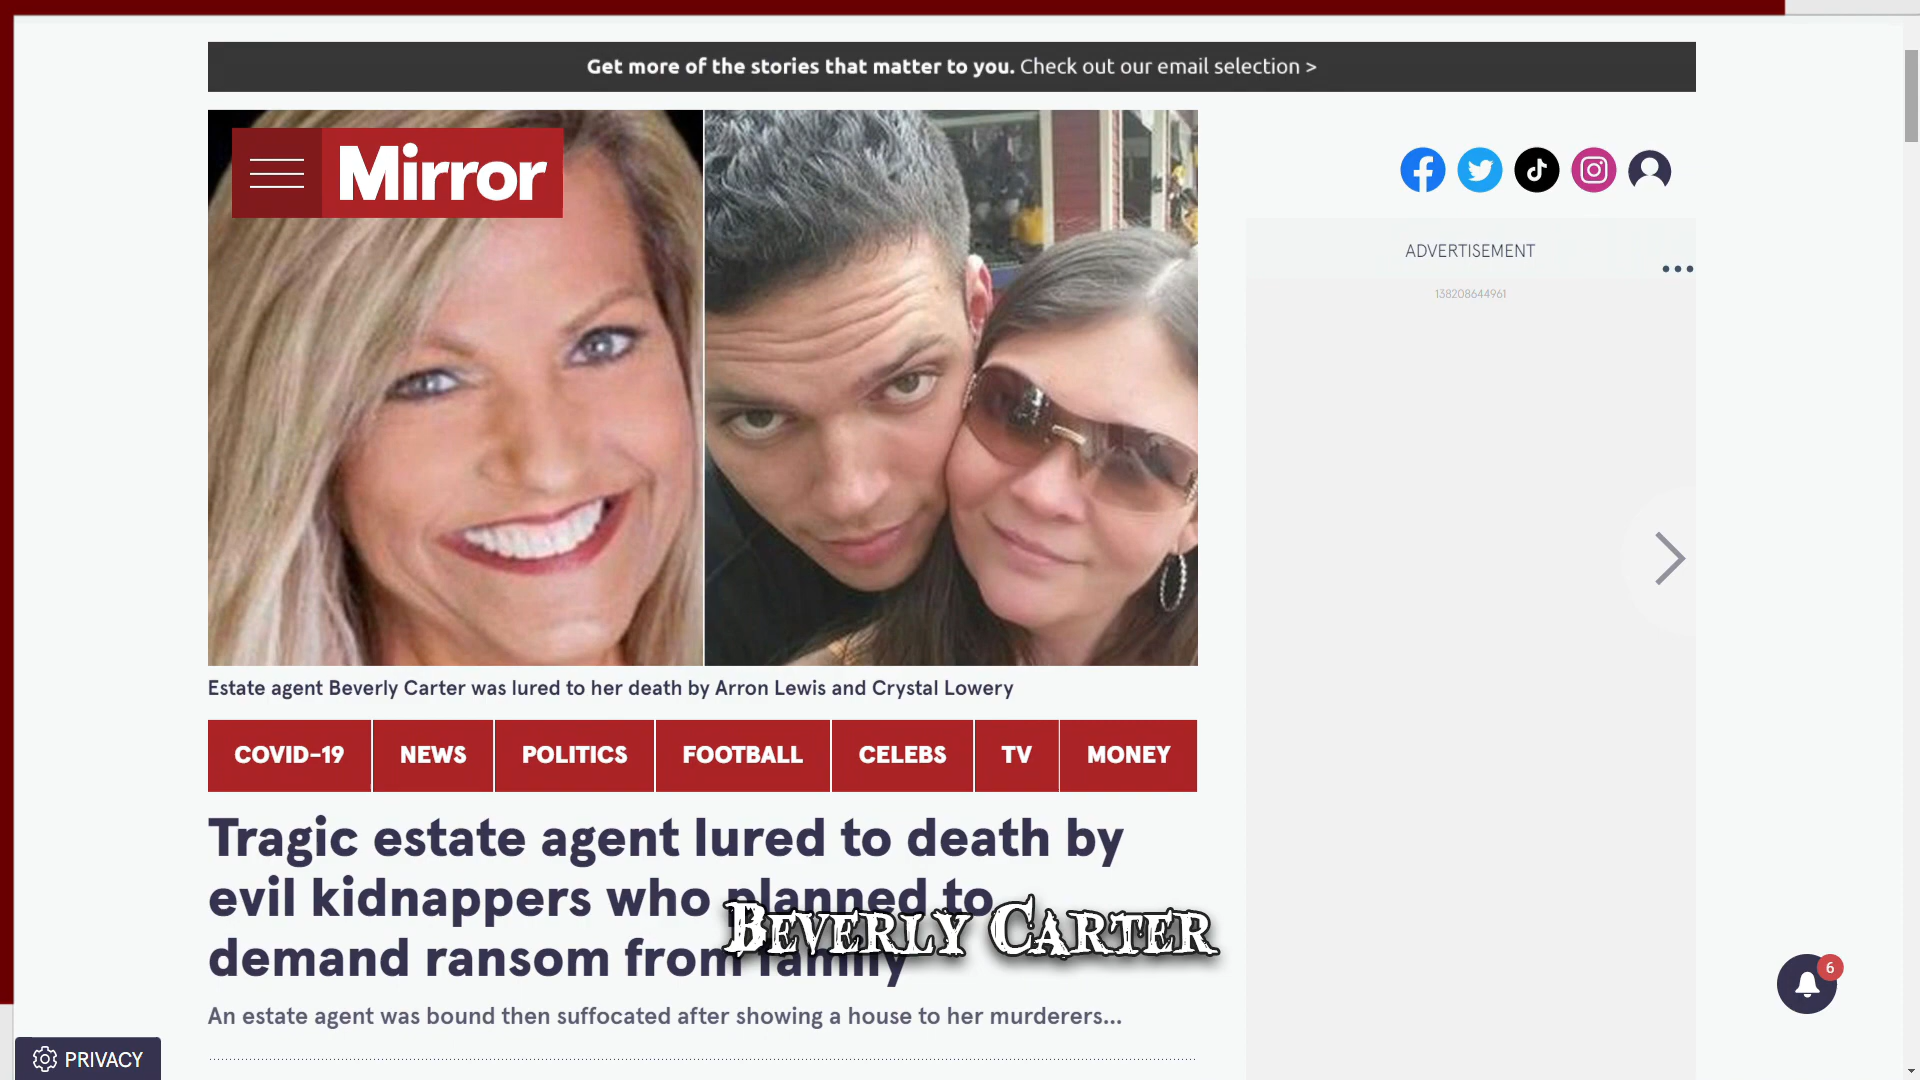 Get more of the stories that matter to you. Check out our email selection >
Mirror
ADVERTISEMENT
138208644961
Estate agent Beverly Carter was lured to her death by Arron Lewis and Crystal Lowery
COVID-19 NEWS POLITICS FOOTBALL CELEBS TV MONEY
Tragic estate agent lured to death by
evil kidnappers who planned to
demand ransom from family
Beverly Carter
An estate agent was bound then suffocated after showing a house to her murderers...
6
PRIVACY